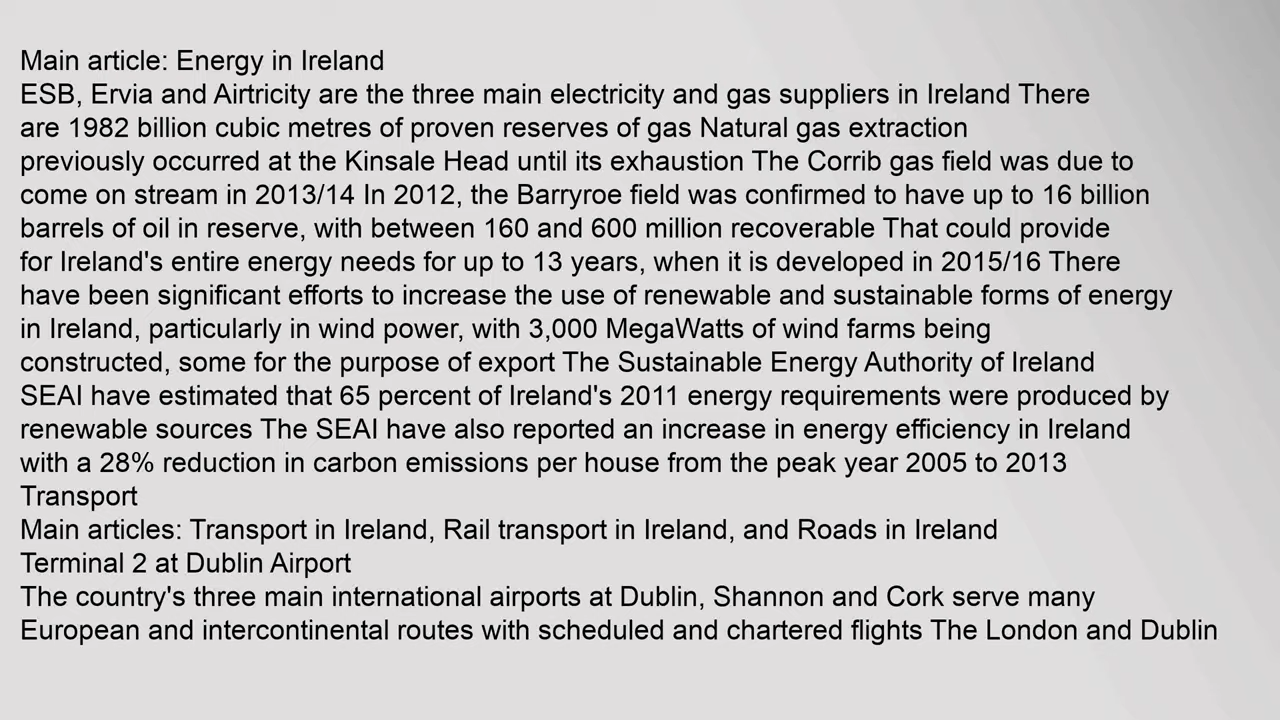 Main article: Energy in Ireland
ESB, Ervia and Airtricity are the three main electricity and gas suppliers in Ireland There
are 1982 billion cubic metres of proven reserves of gas Natural gas extraction
previously occurred at the Kinsale Head until its exhaustion The Corrib gas field was due to
come on stream in 2013/14 In 2012, the Barryroe field was confirmed to have up to 16 billion
barrels of oil in reserve, with between 160 and 600 million recoverable That could provide
for Ireland's entire energy needs for up to 13 years, when it is developed in 2015/16 There
have been significant efforts to increase the use of renewable and sustainable forms of energy
in Ireland, particularly in wind power, with 3,000 MegaWatts of wind farms being
constructed, some for the purpose of export The Sustainable Energy Authority of Ireland
SEAI have estimated that 65 percent of Ireland's 2011 energy requirements were produced by
renewable sources The SEAI have also reported an increase in energy efficiency in Ireland
with a 28% reduction in carbon emissions per house from the peak year 2005 to 2013
Transport
Main articles: Transport in Ireland, Rail transport in Ireland, and Roads in Ireland
Terminal 2 at Dublin Airport
The country's three main international airports at Dublin, Shannon and Cork serve many
European and intercontinental routes with scheduled and chartered flights The London and Dublin